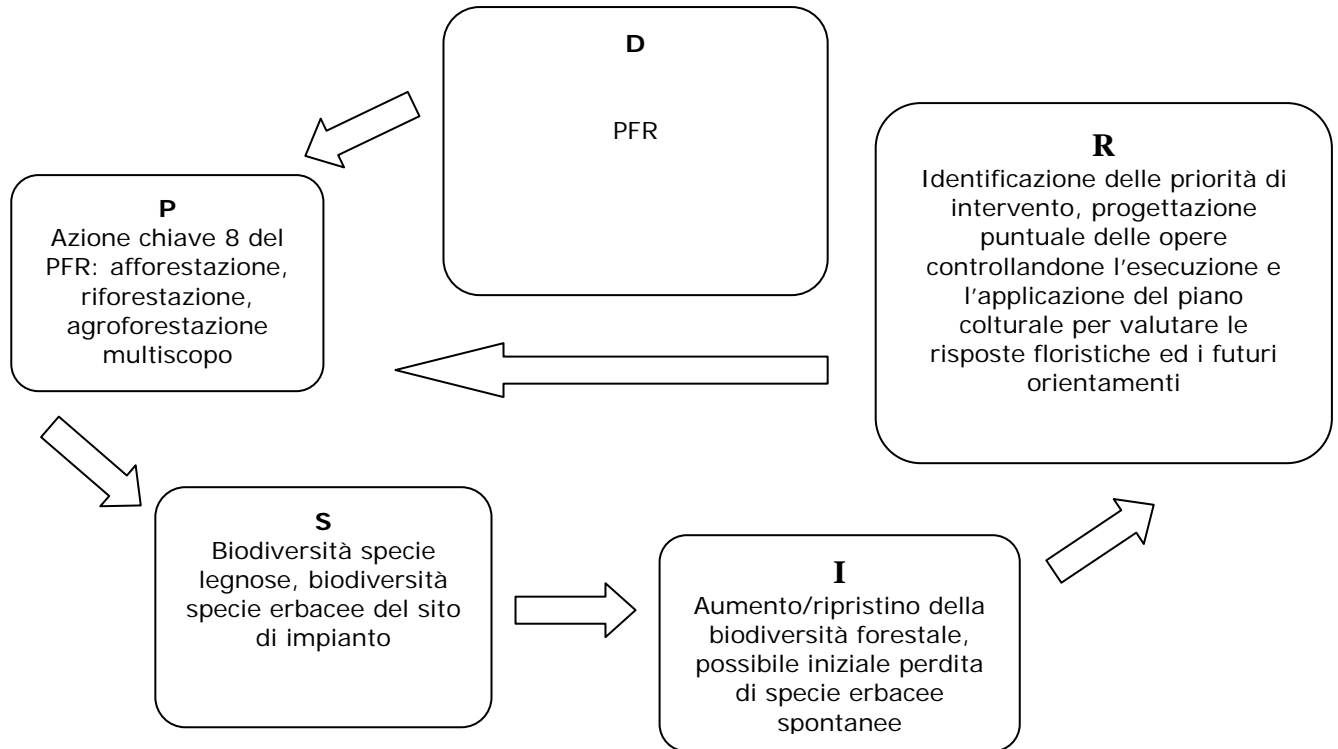 D
PFR
P
Azione chiave 8 del
PFR: afforestazione,
riforestazione,
agroforestazione
multiscopo
S
Biodiversità specie
legnose, biodiversità
specie erbacee del sito
di impianto
I
Aumento/ripristino della
biodiversità forestale,
possibile iniziale perdita
di specie erbacee
spontanee
R
Identificazione delle priorità di
intervento, progettazione
puntuale delle opere
controllandone l'esecuzione e
l'applicazione del piano
colturale per valutare le
risposte floristiche ed i futuri
orientamenti